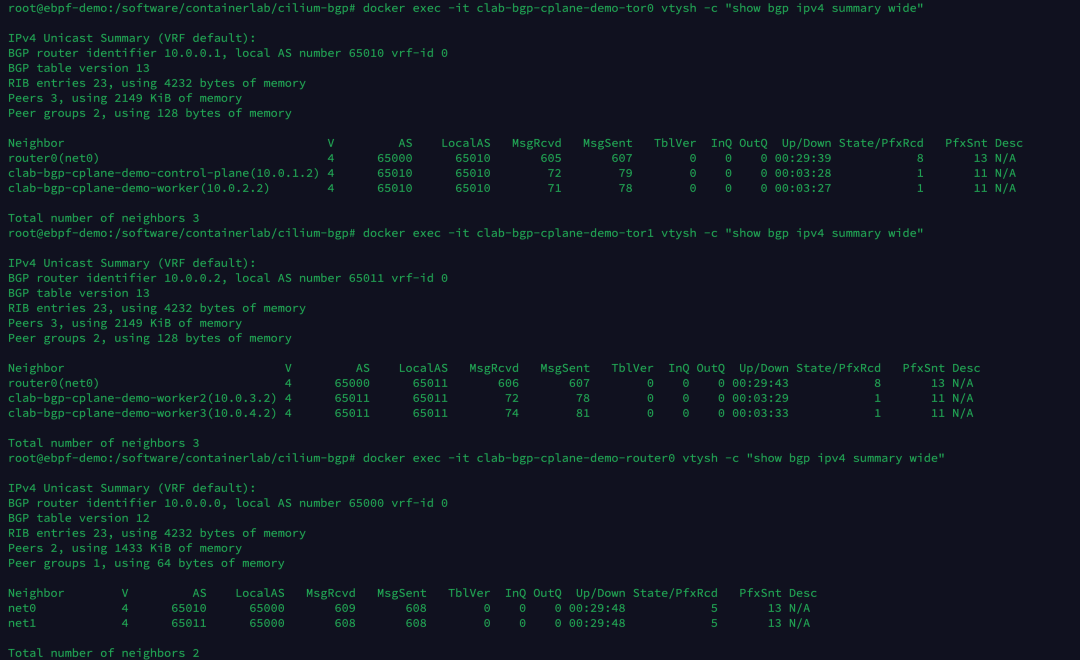 root@ebpf-demo:/software/containerlab/cilium-bgp# docker exec -it clab-bgp-cplane-demo-tor0 vtysh -c "show bgp ipv4 summary wide"

IPv4 Unicast Summary (VRF default):
BGP router identifier 10.0.0.1, local AS number 65010 vrf-id 0
BGP table version 13
RIB entries 23, using 4232 bytes of memory
Peers 3, using 2149 KiB of memory
Peer groups 2, using 128 bytes of memory

Neighbor                                     V         AS      LocalAS   MsgRcvd   MsgSent   TblVer  InQ OutQ  Up/Down State/PfxRcd   PfxSnt Desc
router0(net0)                                4      65000        65010       605       607        0    0    0 00:29:39            8       13 N/A
clab-bgp-cplane-demo-control-plane(10.0.1.2) 4      65010        65010        72        79        0    0    0 00:03:28            1       11 N/A
clab-bgp-cplane-demo-worker(10.0.2.2)        4      65010        65010        71        78        0    0    0 00:03:27            1       11 N/A

Total number of neighbors 3
root@ebpf-demo:/software/containerlab/cilium-bgp# docker exec -it clab-bgp-cplane-demo-tor1 vtysh -c "show bgp ipv4 summary wide"

IPv4 Unicast Summary (VRF default):
BGP router identifier 10.0.0.2, local AS number 65011 vrf-id 0
BGP table version 13
RIB entries 23, using 4232 bytes of memory
Peers 3, using 2149 KiB of memory
Peer groups 2, using 128 bytes of memory

Neighbor                               V         AS    LocalAS   MsgRcvd   MsgSent   TblVer  InQ OutQ  Up/Down State/PfxRcd   PfxSnt Desc
router0(net0)                          4      65000      65011       606       607        0    0    0 00:29:43            8       13 N/A
clab-bgp-cplane-demo-worker2(10.0.3.2) 4      65011      65011        72        78        0    0    0 00:03:29            1       11 N/A
clab-bgp-cplane-demo-worker3(10.0.4.2) 4      65011      65011        74        81        0    0    0 00:03:33            1       11 N/A

Total number of neighbors 3
root@ebpf-demo:/software/containerlab/cilium-bgp# docker exec -it clab-bgp-cplane-demo-router0 vtysh -c "show bgp ipv4 summary wide"

IPv4 Unicast Summary (VRF default):
BGP router identifier 10.0.0.0, local AS number 65000 vrf-id 0
BGP table version 12
RIB entries 23, using 4232 bytes of memory
Peers 2, using 1433 KiB of memory
Peer groups 1, using 64 bytes of memory

Neighbor        V         AS    LocalAS   MsgRcvd   MsgSent   TblVer  InQ OutQ  Up/Down State/PfxRcd   PfxSnt Desc
net0            4      65010      65000       609       608        0    0    0 00:29:48            5       13 N/A
net1            4      65011      65000       608       608        0    0    0 00:29:48            5       13 N/A

Total number of neighbors 2